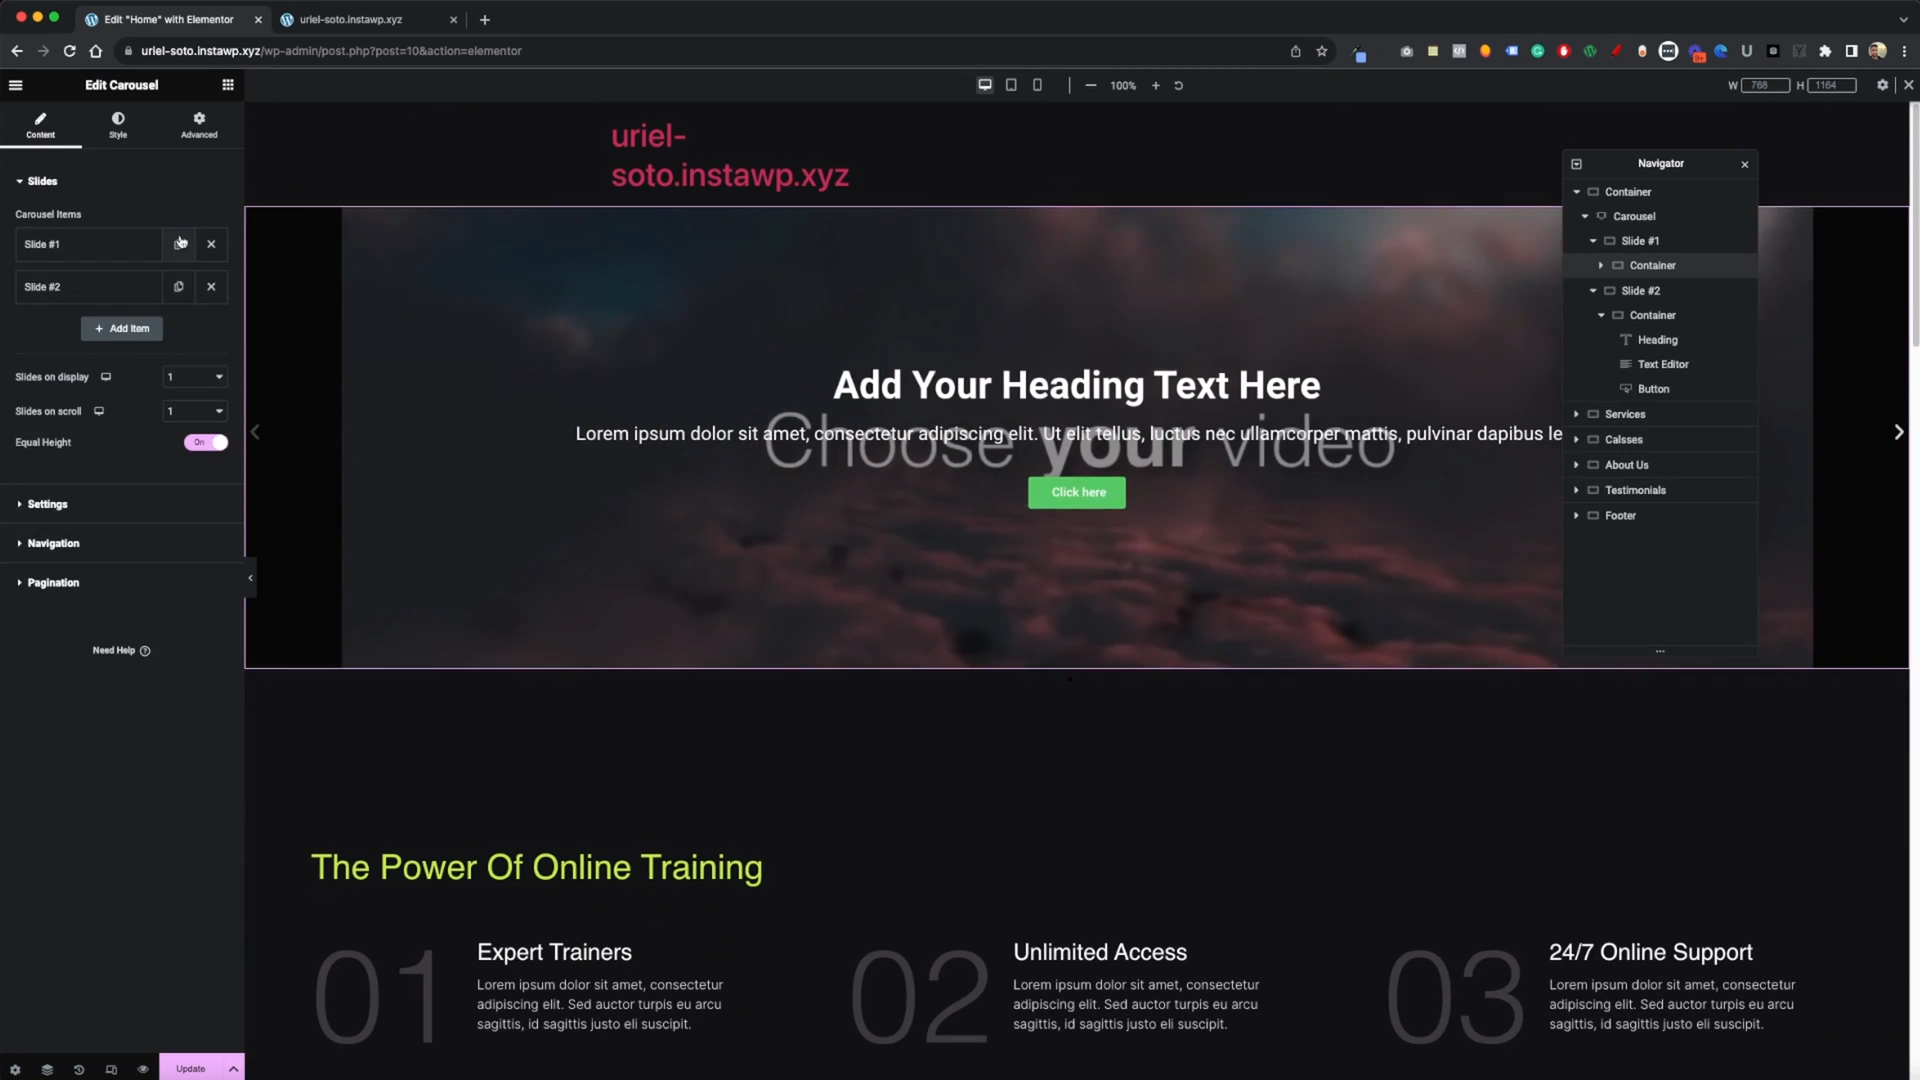 Edit "Home" with Elementor
uriel-soto.instawp.xyz
uriel-soto.instawp.xyz/wp-admin/post.php?post=10&action=elementor
Edit Carousel
100%
W 768 H 1164
Content
Style
Advanced
Slides
Carousel Items
Slide #1
Slide #2
+ Add Item
Slides on display 1
Slides on scroll 1
Equal Height On
Settings
Navigation
Pagination
Need Help
Update
uriel-
soto.instawp.xyz
Add Your Heading Text Here
Choose your video
Lorem ipsum dolor sit amet, consectetur adipiscing elit. Ut elit tellus, luctus nec ullamcorper mattis, pulvinar dapibus le
Click here
Navigator
Container
Carousel
Slide #1
Container
Slide #2
Container
Heading
Text Editor
Button
Services
Calsses
About Us
Testimonials
Footer
The Power Of Online Training
01
Expert Trainers
Lorem ipsum dolor sit amet, consectetur
adipiscing elit. Sed auctor turpis eu arcu
sagittis, id sagittis justo eli suscipit.
02
Unlimited Access
Lorem ipsum dolor sit amet, consectetur
adipiscing elit. Sed auctor turpis eu arcu
sagittis, id sagittis justo eli suscipit.
03
24/7 Online Support
Lorem ipsum dolor sit amet, consectetur
adipiscing elit. Sed auctor turpis eu arcu
sagittis, id sagittis justo eli suscipit.